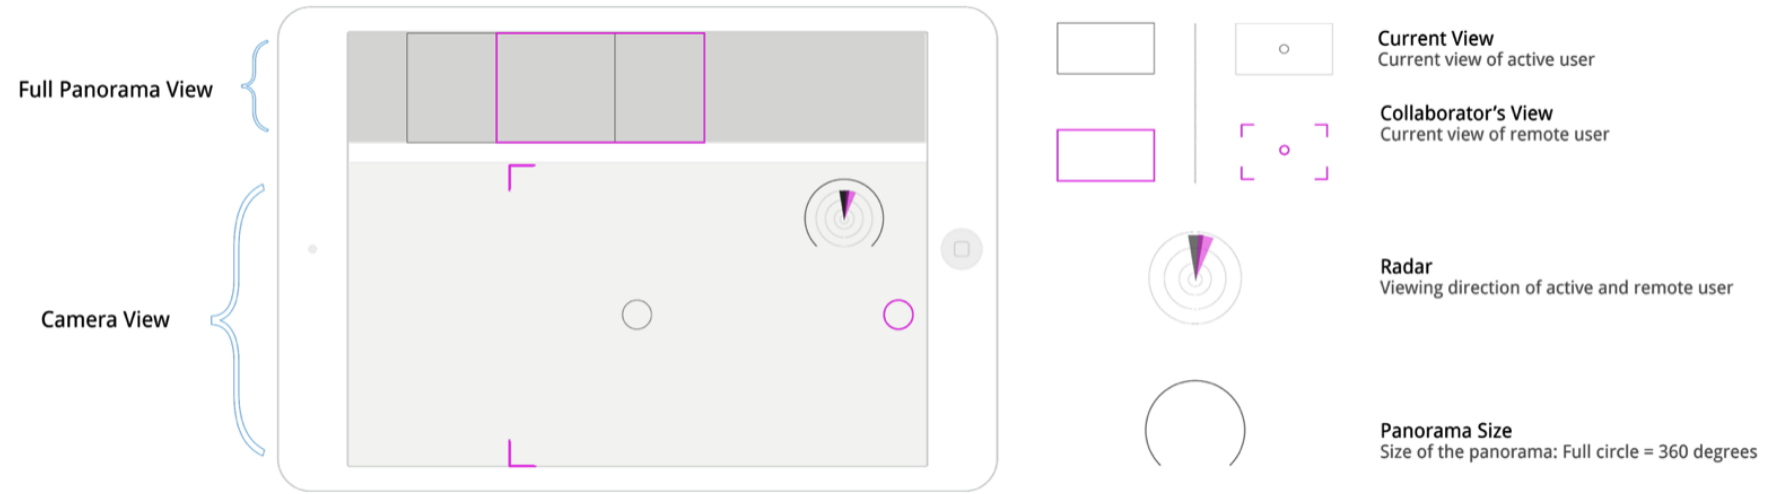 Full Panorama View
Camera View
Current View
Current view of active user
Collaborator's View
Current view of remote user
Radar
Viewing direction of active and remote user
Panorama Size
Size of the panorama: Full circle = 360 degrees